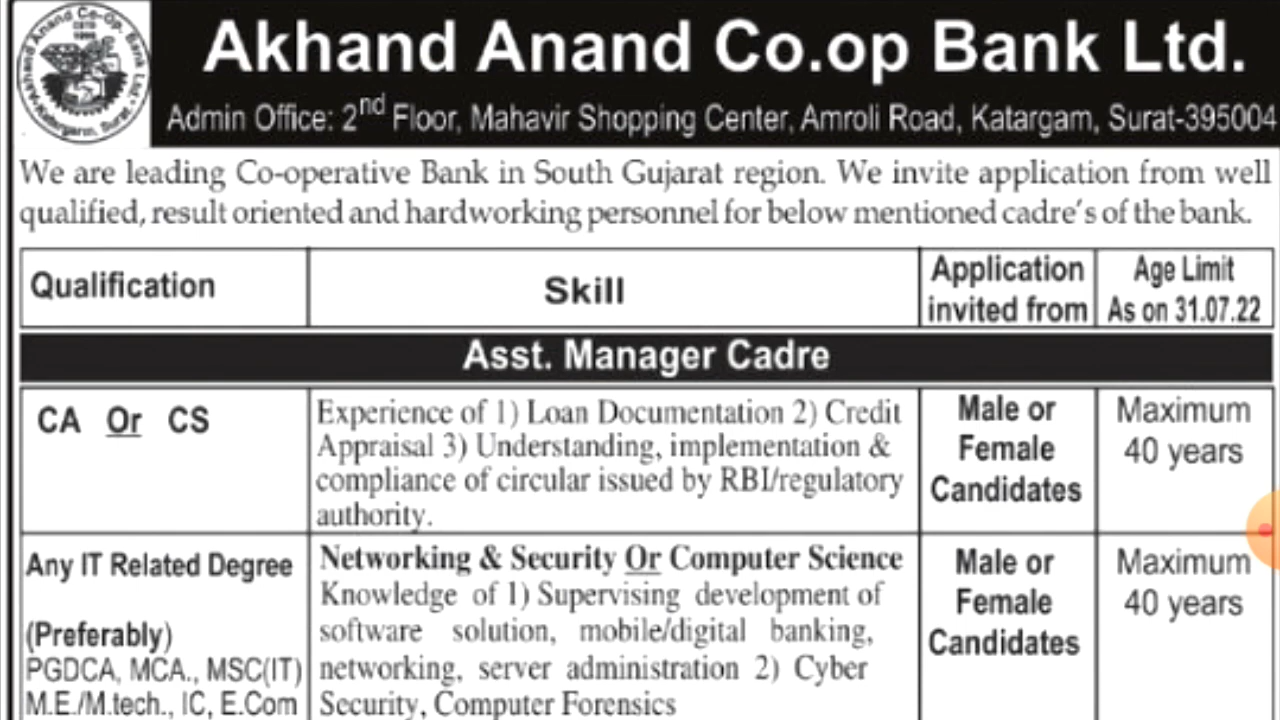 Akhand Anand Co.op Bank Ltd.
Admin Office: 2nd Floor, Mahavir Shopping Center, Amroli Road, Katargam, Surat-395004
We are leading Co-operative Bank in South Gujarat region. We invite application from well
qualified, result oriented and hardworking personnel for below mentioned cadre's of the bank.
Qualification
Skill
Application
invited from
Age Limit
As on 31.07.22
Asst. Manager Cadre
CA Or CS
Experience of 1) Loan Documentation 2) Credit
Appraisal 3) Understanding, implementation &
compliance of circular issued by RBI/regulatory
authority.
Male or
Female
Candidates
Maximum
40 years
Any IT Related Degree
(Preferably)
PGDCA, MCA., MSC(IT)
M.E./M.tech., IC, E.Com
Networking & Security Or Computer Science
Knowledge of 1) Supervising development of
software solution, mobile/digital banking,
networking, server administration 2) Cyber
Security, Computer Forensics
Male or
Female
Candidates
Maximum
40 years